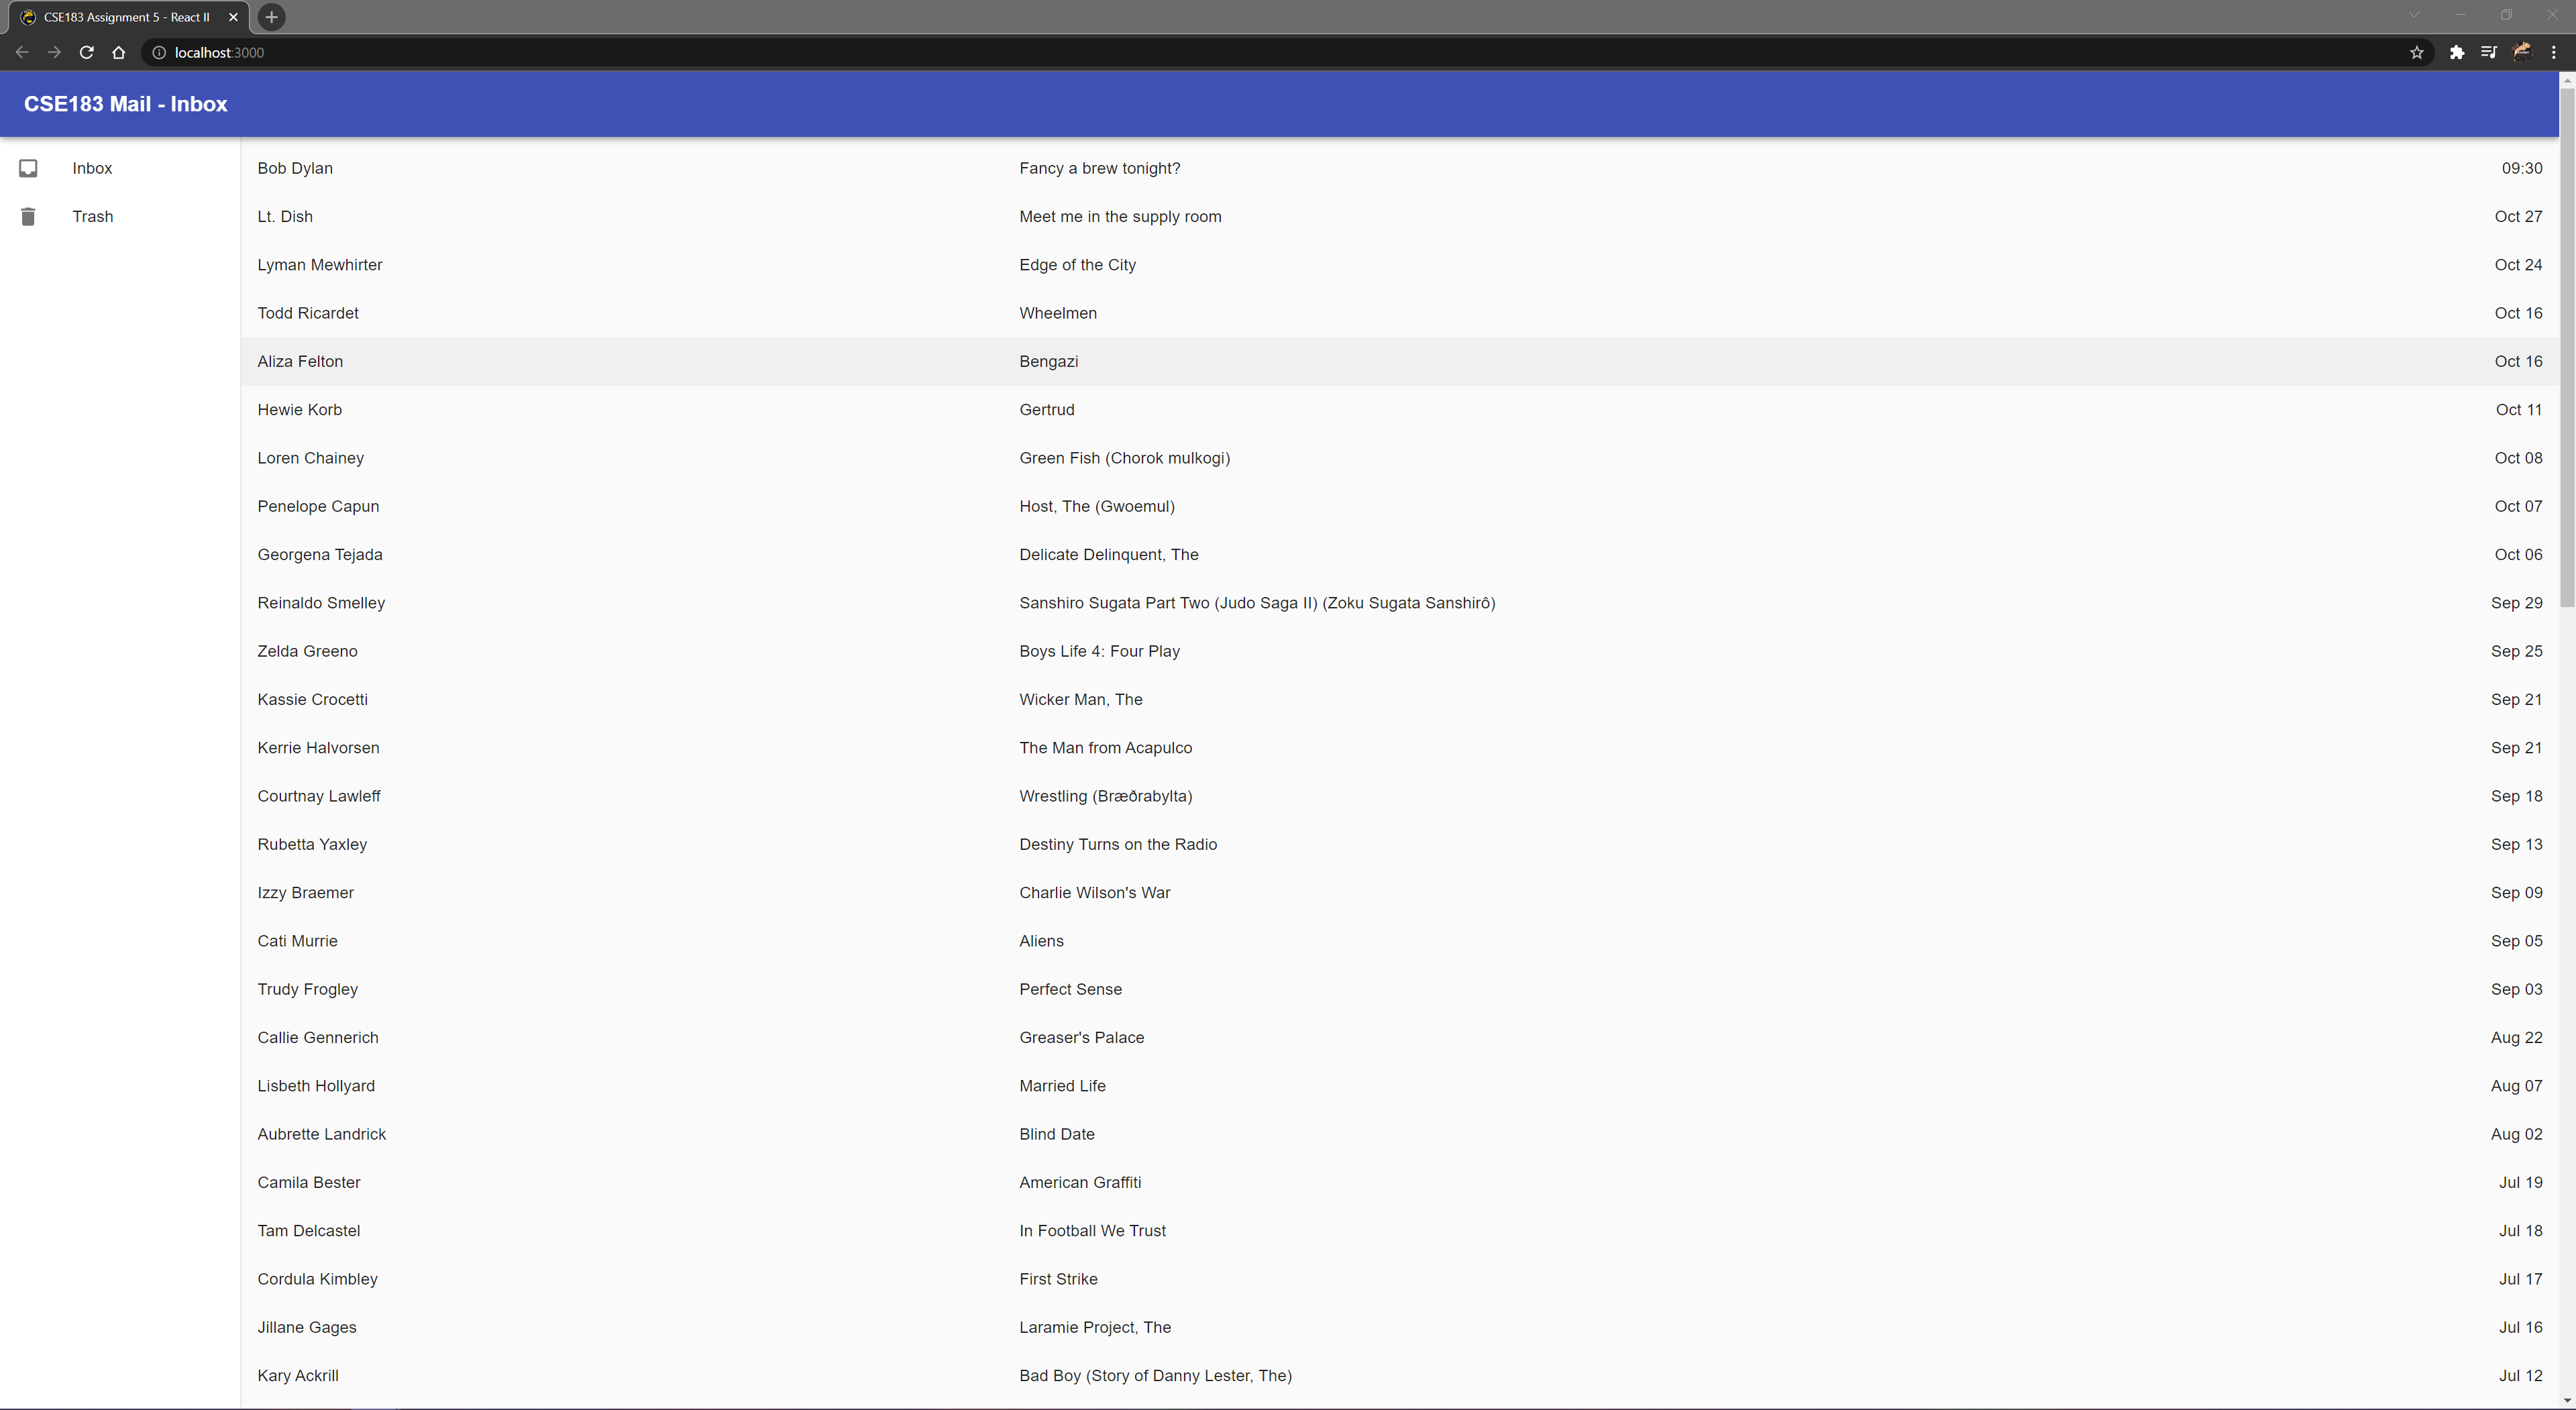 CSE183 Assignment 5 - React II
localhost:3000
CSE183 Mail - Inbox
Inbox
Trash
Bob Dylan Fancy a brew tonight? 09:30
Lt. Dish Meet me in the supply room Oct 27
Lyman Mewhirter Edge of the City Oct 24
Todd Ricardet Wheelmen Oct 16
Aliza Felton Bengazi Oct 16
Hewie Korb Gertrud Oct 11
Loren Chainey Green Fish (Chorok mulkogi) Oct 08
Penelope Capun Host, The (Gwoemul) Oct 07
Georgena Tejada Delicate Delinquent, The Oct 06
Reinaldo Smelley Sanshiro Sugata Part Two (Judo Saga II) (Zoku Sugata Sanshirô) Sep 29
Zelda Greeno Boys Life 4: Four Play Sep 25
Kassie Crocetti Wicker Man, The Sep 21
Kerrie Halvorsen The Man from Acapulco Sep 21
Courtnay Lawleff Wrestling (Bræðrabylta) Sep 18
Rubetta Yaxley Destiny Turns on the Radio Sep 13
Izzy Braemer Charlie Wilson's War Sep 09
Cati Murrie Aliens Sep 05
Trudy Frogley Perfect Sense Sep 03
Callie Gennerich Greaser's Palace Aug 22
Lisbeth Hollyard Married Life Aug 07
Aubrette Landrick Blind Date Aug 02
Camila Bester American Graffiti Jul 19
Tam Delcastel In Football We Trust Jul 18
Cordula Kimbley First Strike Jul 17
Jillane Gages Laramie Project, The Jul 16
Kary Ackrill Bad Boy (Story of Danny Lester, The) Jul 12